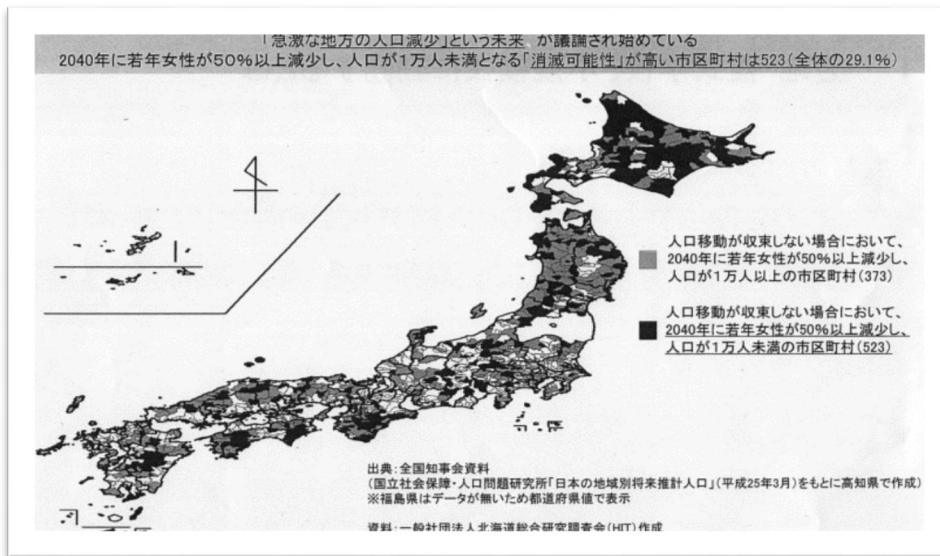 「急激な地方の人口減少」という未来 が議論され始めている
2040年に若年女性が50%以上減少し、人口が1万人未満となる「消滅可能性」が高い市区町村は523(全体の29.1%)
人口移動が収束しない場合において、
2040年に若年女性が50%以上減少し、
人口が1万人以上の市区町村(373)
人口移動が収束しない場合において、
2040年に若年女性が50%以上減少し、
人口が1万人未満の市区町村(523)
出典:全国知事会資料
(国立社会保障・人口問題研究所「日本の地域別将来推計人口」(平成25年3月)をもとに高知県で作成)
※福島県はデータが無いため都道府県値で表示
資料:一般社団法人北海道総合研究調査会(HIT)作成